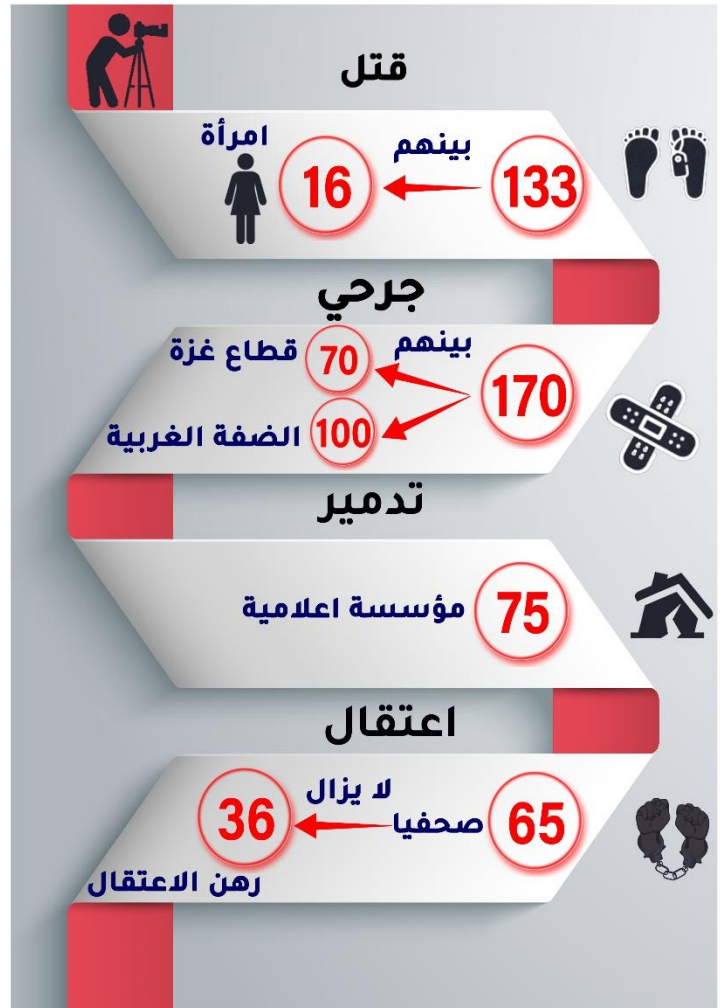 قتل
133 بينهم 16 امرأة
جرحي
170 بينهم
70 قطاع غزة
100 الضفة الغربية
تدمير
75 مؤسسة اعلامية
اعتقال
65 صحفيا لا يزال 36
رهن الاعتقال